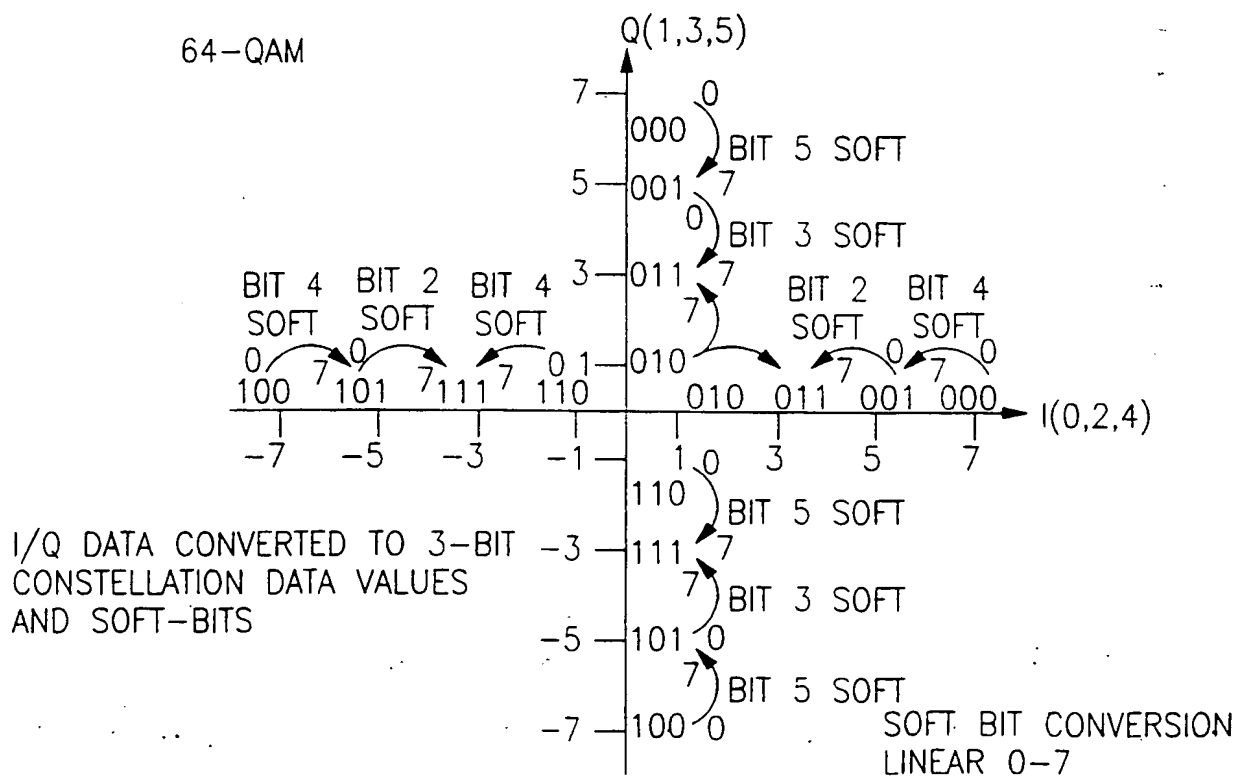 Q(1,3,5)
64-QAM
7 0
000
BIT 5 SOFT
5 001 7
0
BIT 3 SOFT
3 011 7
BIT 4 SOFT
BIT 2 SOFT
BIT 4 SOFT
7
BIT 2 SOFT
BIT 4 SOFT
0 7 0 7 7 0 1 010 7 0 7 0
100 101 111 110 010 011 001 000 I(0,2,4)
-7 -5 -3 -1 1 0 3 5 7
110
BIT 5 SOFT
I/Q DATA CONVERTED TO 3-BIT
CONSTELLATION DATA VALUES
AND SOFT-BITS
-3 111 7
7
BIT 3 SOFT
-5 101 0
7
BIT 5 SOFT
-7 100 0
SOFT BIT CONVERSION
LINEAR 0-7